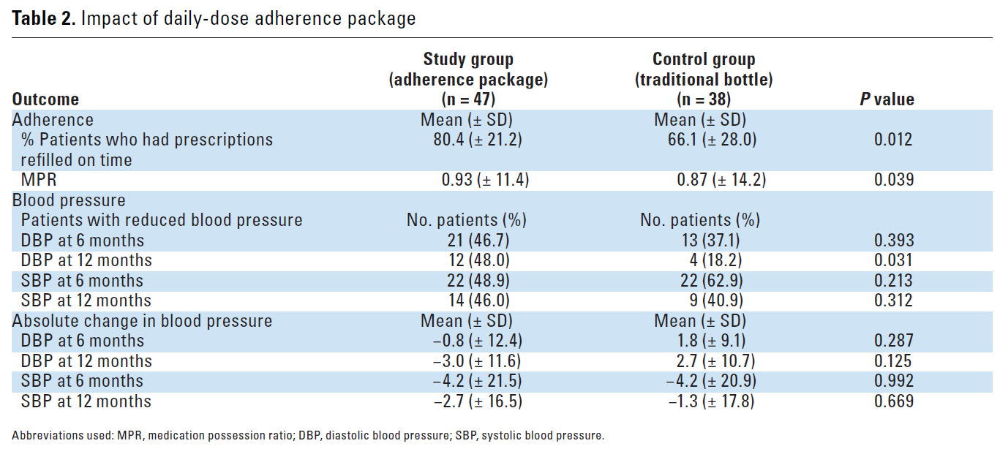 Table 2. Impact of daily-dose adherence package
Study group Control group
(adherence package) (traditional bottle)
Outcome (n = 47) (n = 38) P value
Adherence Mean (± SD) Mean (± SD)
% Patients who had prescriptions 80.4 (± 21.2) 66.1 (± 28.0) 0.012
refilled on time
MPR 0.93 (± 11.4) 0.87 (± 14.2) 0.039
Blood pressure
Patients with reduced blood pressure No. patients (%) No. patients (%)
DBP at 6 months 21 (46.7) 13 (37.1) 0.393
DBP at 12 months 12 (48.0) 4 (18.2) 0.031
SBP at 6 months 22 (48.9) 22 (62.9) 0.213
SBP at 12 months 14 (46.0) 9 (40.9) 0.312
Absolute change in blood pressure Mean (± SD) Mean (± SD)
DBP at 6 months −0.8 (± 12.4) 1.8 (± 9.1) 0.287
DBP at 12 months −3.0 (± 11.6) 2.7 (± 10.7) 0.125
SBP at 6 months −4.2 (± 21.5) −4.2 (± 20.9) 0.992
SBP at 12 months −2.7 (± 16.5) −1.3 (± 17.8) 0.669
Abbreviations used: MPR, medication possession ratio; DBP, diastolic blood pressure; SBP, systolic blood pressure.